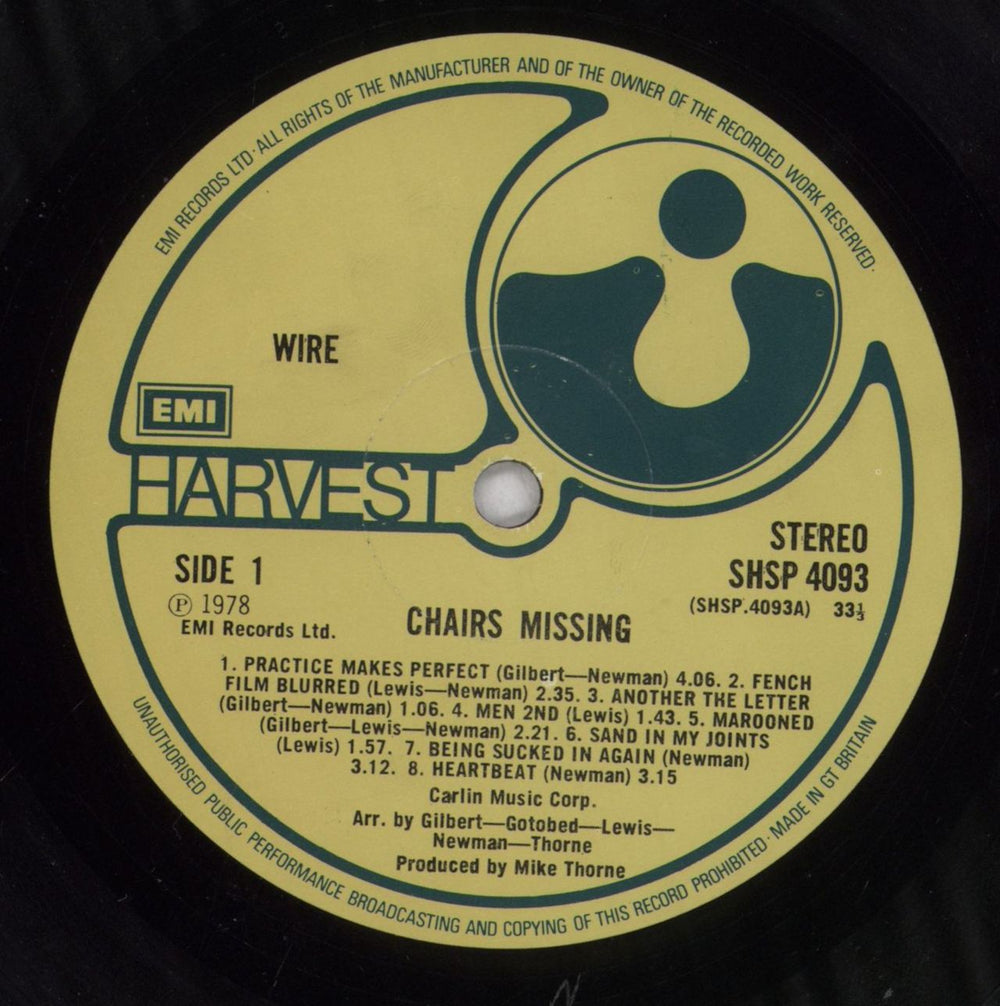 EMI RECORDS LTD·ALL RIGHTS OF THE MANUFACTURER AND OF THE OWNER OF THE RECORDED WORK RESERVED·
WIRE
EMI
HARVEST
STEREO
SIDE 1
SHSP 4093
℗ 1978
(SHSP.4093A) 33⅓
EMI Records Ltd.
CHAIRS MISSING
1. PRACTICE MAKES PERFECT (Gilbert—Newman) 4.06. 2. FENCH
FILM BLURRED (Lewis—Newman) 2.35. 3. ANOTHER THE LETTER
(Gilbert—Newman) 1.06. 4. MEN 2ND (Lewis) 1.43. 5. MAROONED
(Gilbert—Lewis—Newman) 2.21. 6. SAND IN MY JOINTS
(Lewis) 1.57. 7. BEING SUCKED IN AGAIN (Newman)
3.12. 8. HEARTBEAT (Newman) 3.15
Carlin Music Corp.
Arr. by Gilbert—Gotobed—Lewis—
Newman—Thorne
Produced by Mike Thorne
UNAUTHORISED PUBLIC PERFORMANCE BROADCASTING AND COPYING OF THIS RECORD PROHIBITED·MADE IN GT BRITAIN